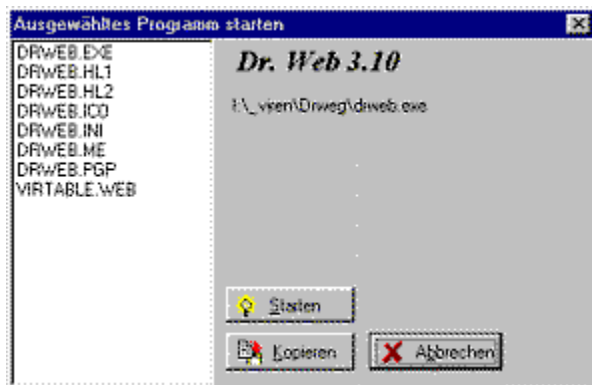 Ausgewähltes Programm starten
DRWEB.EXE
DRWEB.HL1
DRWEB.HL2
DRWEB.ICO
DRWEB.INI
DRWEB.ME
DRWEB.PGP
VIRTABLE.WEB
Dr. Web 3.10
I:\_viren\Drweg\drweb.exe
Starten
Kopieren
Abbrechen